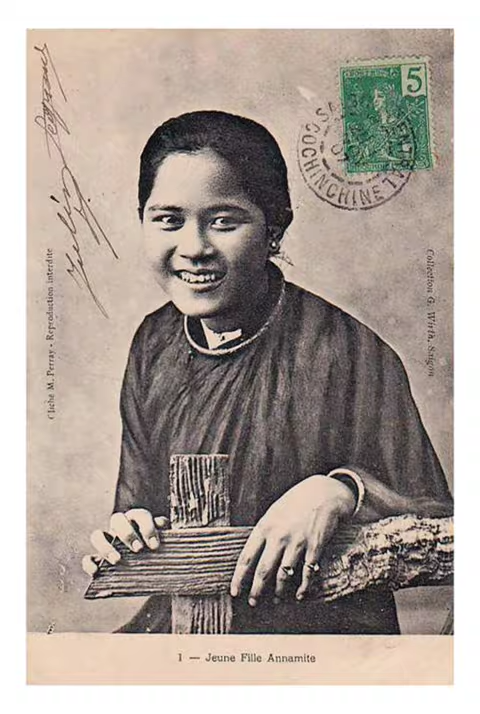 5
COCHINCHINE
Cliché M. Perray - Reproduction interdite
Collection G. Wirth, Saïgon
1 — Jeune Fille Annamite